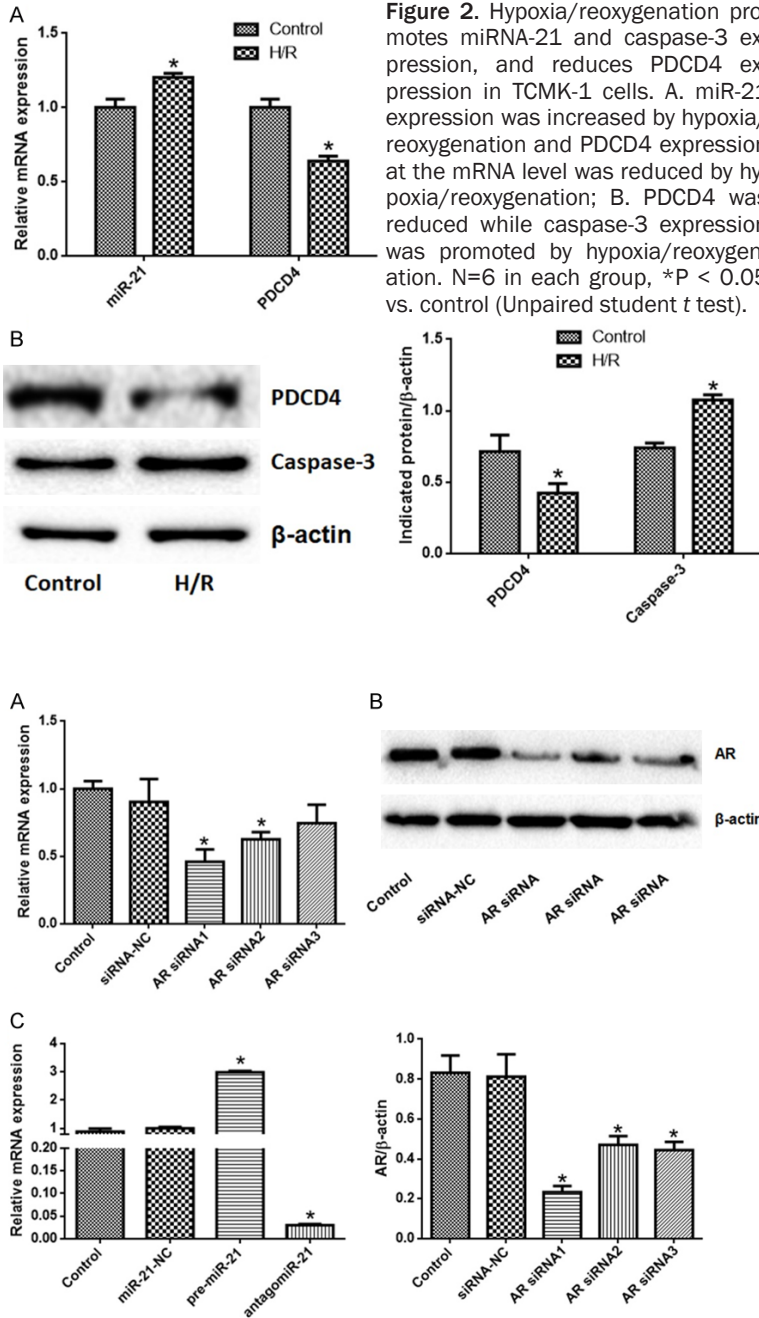 A
1.5
1.0
0.5
0.0
Relative mRNA expression
Control
H/R
*
*
miR-21
PDCD4
Figure 2. Hypoxia/reoxygenation pro
motes miRNA-21 and caspase-3 ex
pression, and reduces PDCD4 ex
pression in TCMK-1 cells. A. miR-21
expression was increased by hypoxia/
reoxygenation and PDCD4 expression
at the mRNA level was reduced by hy
poxia/reoxygenation; B. PDCD4 was
reduced while caspase-3 expression
was promoted by hypoxia/reoxygen
ation. N=6 in each group, *P < 0.05
vs. control (Unpaired student t test).
B
PDCD4
Caspase-3
β-actin
Control H/R
1.5
1.0
0.5
0.0
Indicated protein/β-actin
Control
H/R
*
*
PDCD4
Caspase-3
A
1.5
1.0
0.5
0.0
Relative mRNA expression
*
*
Control
siRNA-NC
AR siRNA1
AR siRNA2
AR siRNA3
B
AR
β-actin
Control
siRNA-NC
AR siRNA
AR siRNA
AR siRNA
C
4
3
2
1
0.20
0.15
0.10
0.05
0.00
Relative mRNA expression
*
*
Control
miR-21-NC
pre-miR-21
antagomiR-21
1.0
0.8
0.6
0.4
0.2
0.0
AR/β-actin
*
*
*
Control
siRNA-NC
AR siRNA1
AR siRNA2
AR siRNA3